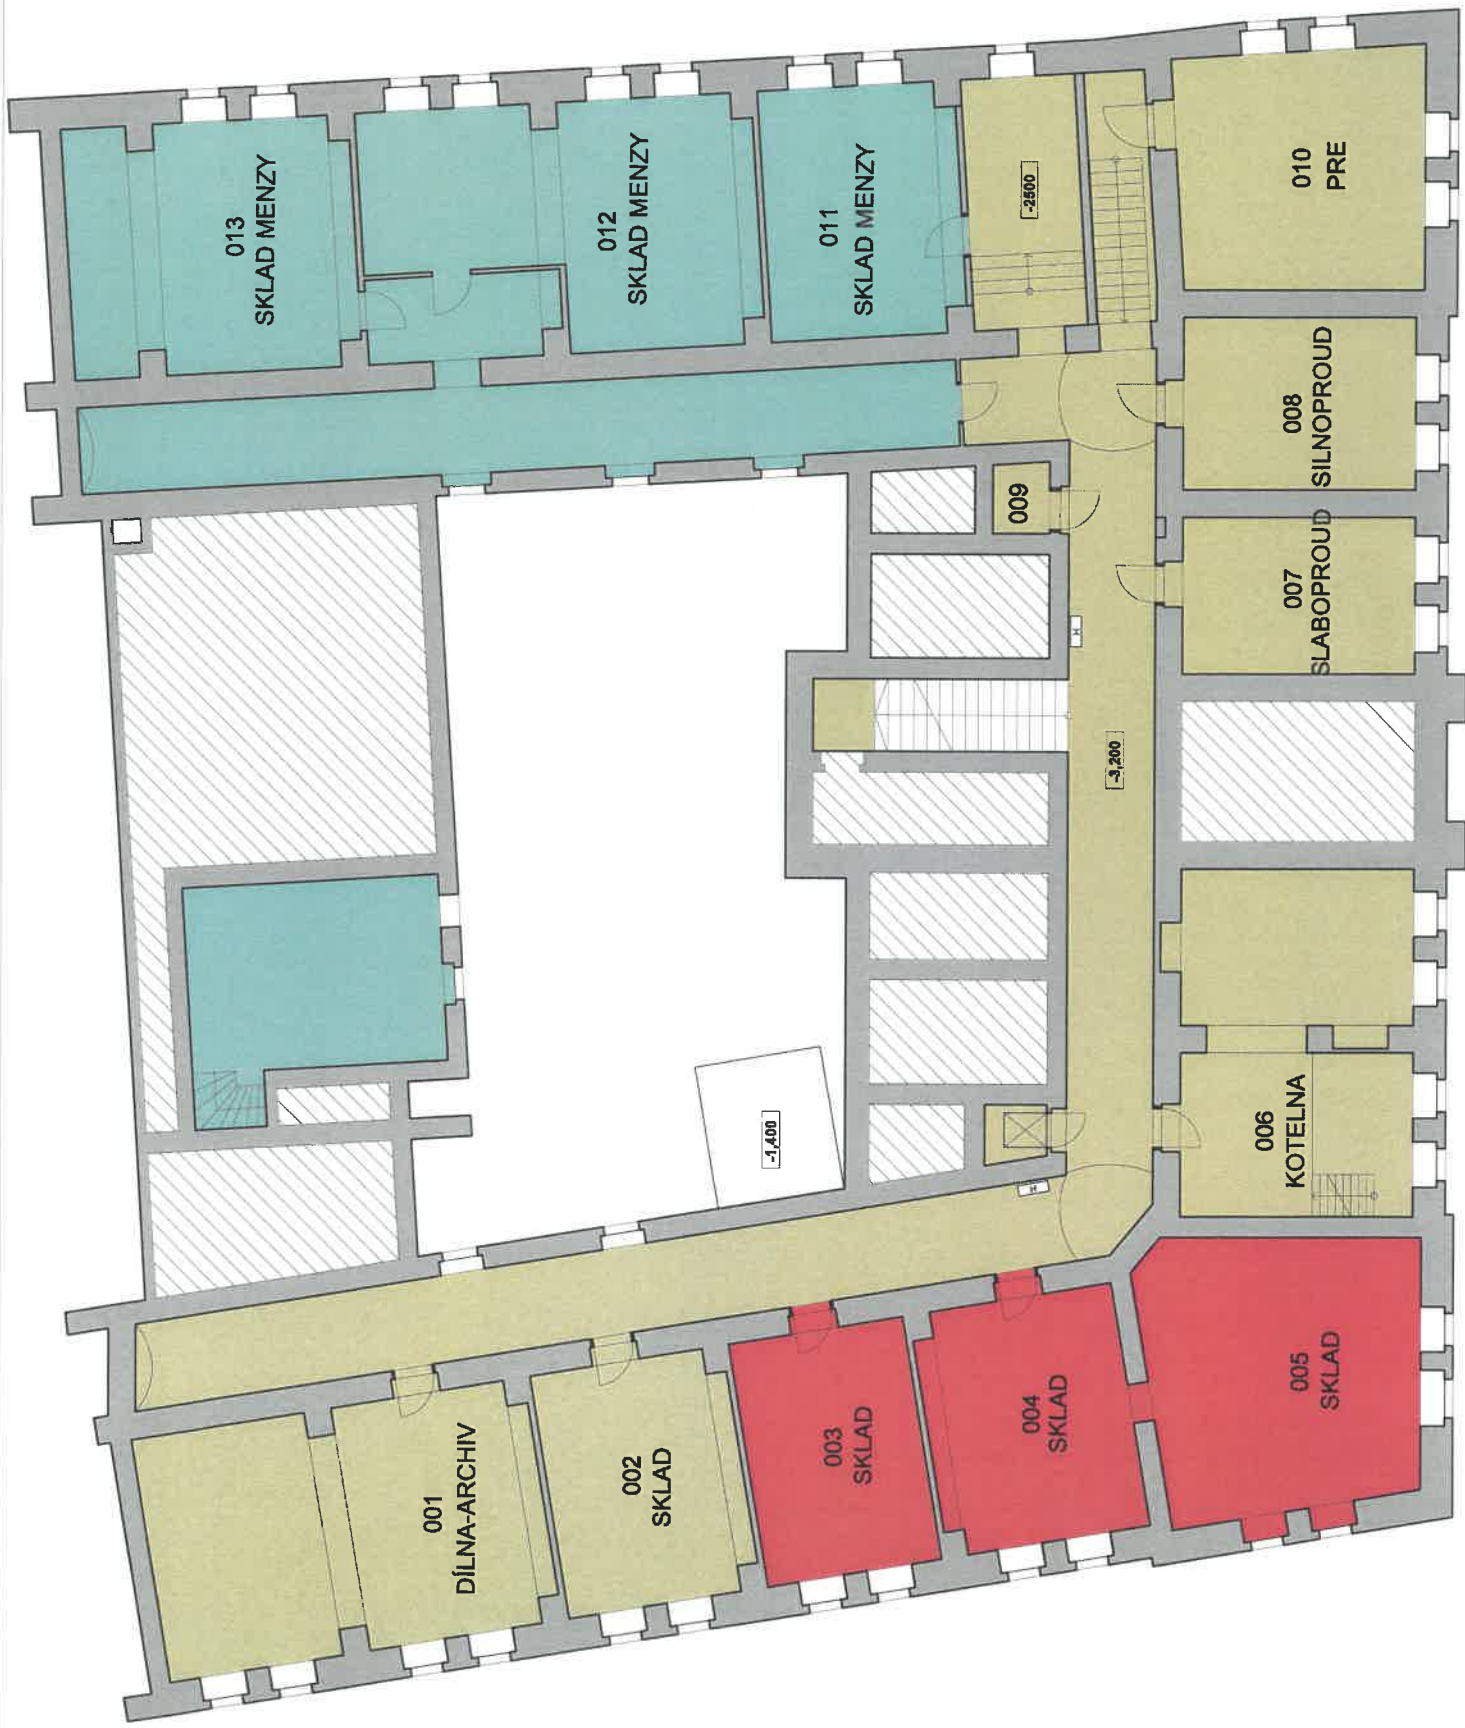 013
SKLAD MENZY
012
SKLAD MENZY
011
SKLAD MENZY
-2500
010
PRE
009
008
SILNOPROUD
007
SLABOPROUD
H
-3,200
-1,400
H
006
KOTELNA
005
SKLAD
004
SKLAD
003
SKLAD
002
SKLAD
001
DÍLNA-ARCHIV